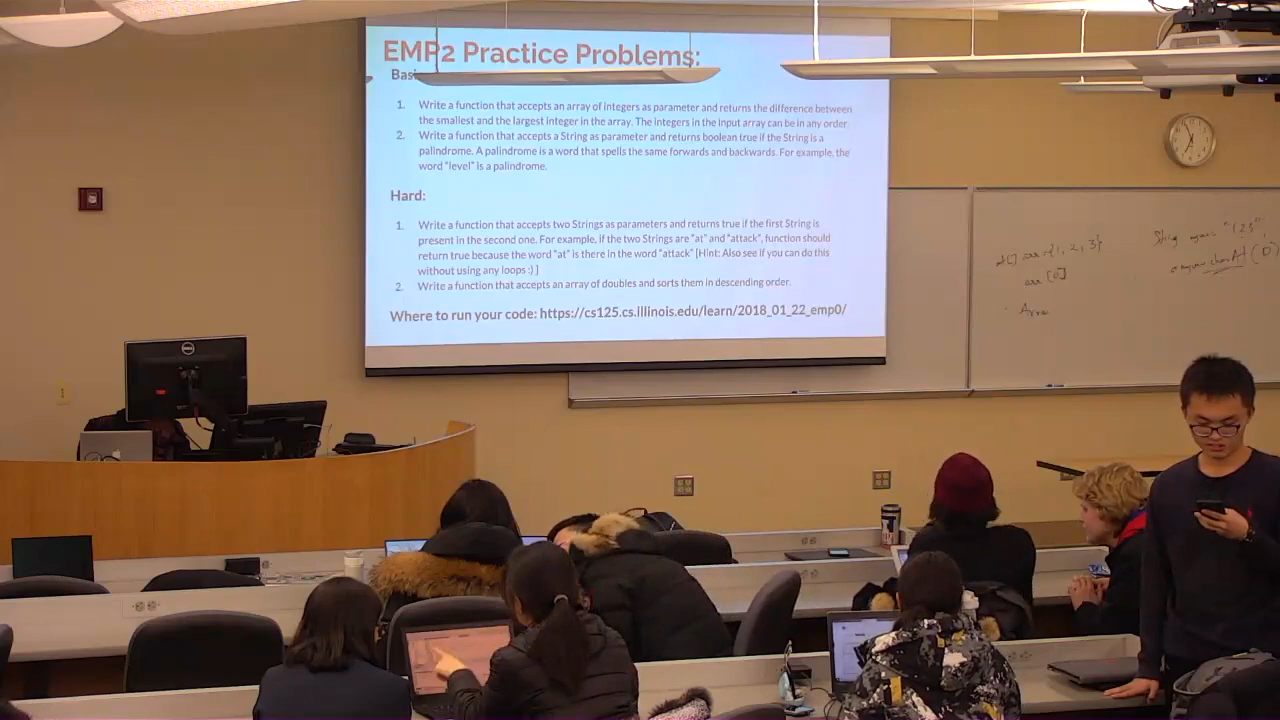 EMP2 Practice Problems:
1. Write a function that accepts an array of integers as parameter and returns the difference between
the smallest and the largest integer in the array. The integers in the input array can be in any order.
2. Write a function that accepts a String as parameter and returns boolean true if the String is a
palindrome. A palindrome is a word that spells the same forwards and backwards. For example, the
word "level" is a palindrome.
Hard:
1. Write a function that accepts two Strings as parameters and returns true if the first String is
present in the second one. For example, if the two Strings are "at" and "attack", function should
return true because the word "at" is there in the word "attack" [Hint: Also see if you can do this
without using any loops :) ]
2. Write a function that accepts an array of doubles and sorts them in descending order.
Where to run your code: https://cs125.cs.illinois.edu/learn/2018_01_22_emp0/
DELL
arr {1, 2, 3}
arr [0]
String